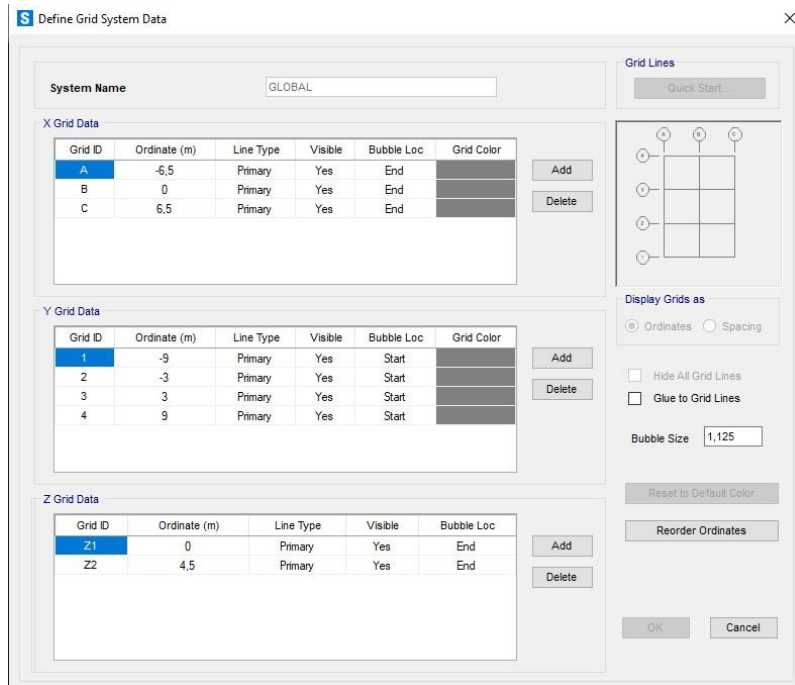 S Define Grid System Data
Grid Lines
System Name GLOBAL Quick Start...
X Grid Data
Grid ID Ordinate (m) Line Type Visible Bubble Loc Grid Color
A -6,5 Primary Yes End Add
B 0 Primary Yes End
C 6,5 Primary Yes End Delete
A B C
4
3
2
1
Y Grid Data
Grid ID Ordinate (m) Line Type Visible Bubble Loc Grid Color
1 -9 Primary Yes Start Add
2 -3 Primary Yes Start
3 3 Primary Yes Start Delete
4 9 Primary Yes Start
Display Grids as
Ordinates Spacing
Hide All Grid Lines
Glue to Grid Lines
Bubble Size 1,125
Z Grid Data
Grid ID Ordinate (m) Line Type Visible Bubble Loc
Z1 0 Primary Yes End Add
Z2 4,5 Primary Yes End
Delete
Reset to Default Color
Reorder Ordinates
OK Cancel